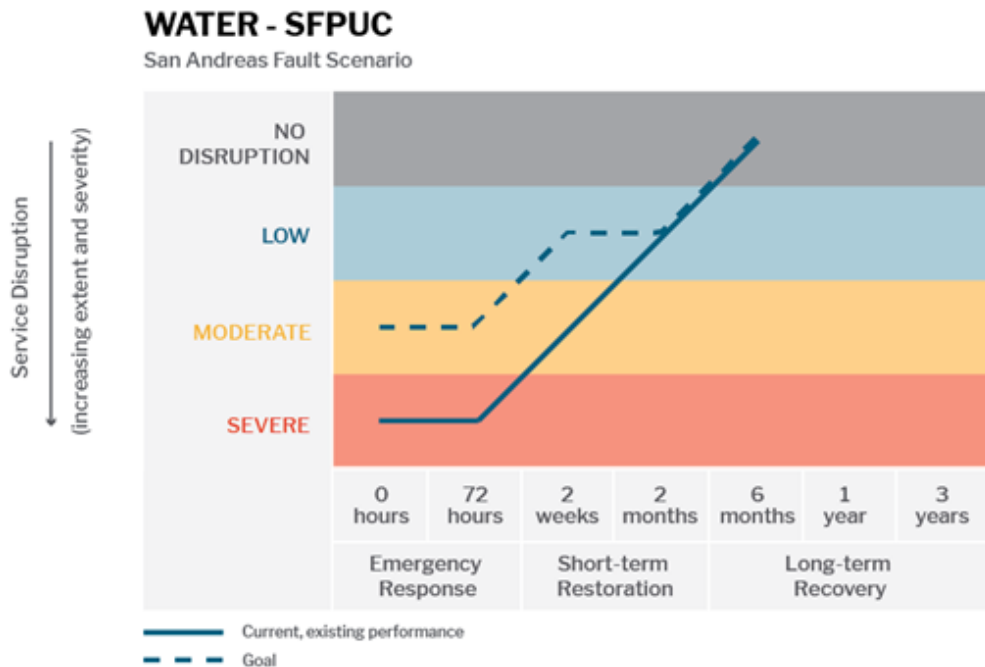 WATER - SFPUC
San Andreas Fault Scenario
Service Disruption
(increasing extent and severity)
NO
DISRUPTION
LOW
MODERATE
SEVERE
0
hours
72
hours
2
weeks
2
months
6
months
1
year
3
years
Emergency
Response
Short-term
Restoration
Long-term
Recovery
Current, existing performance
Goal